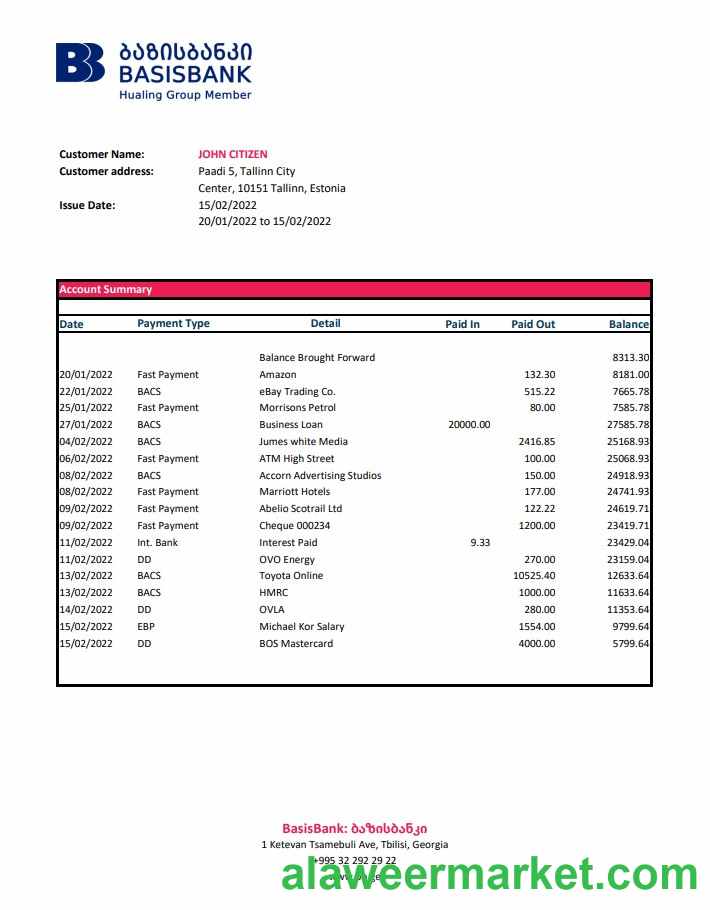 ბაზისბანკი
BASISBANK
Hualing Group Member
Customer Name: JOHN CITIZEN
Customer address: Paadi 5, Tallinn City
Center, 10151 Tallinn, Estonia
Issue Date: 15/02/2022
20/01/2022 to 15/02/2022
Account Summary
Date Payment Type Detail Paid In Paid Out Balance
Balance Brought Forward 8313.30
20/01/2022 Fast Payment Amazon 132.30 8181.00
22/01/2022 BACS eBay Trading Co. 515.22 7665.78
25/01/2022 Fast Payment Morrisons Petrol 80.00 7585.78
27/01/2022 BACS Business Loan 20000.00 27585.78
04/02/2022 BACS Jumes white Media 2416.85 25168.93
06/02/2022 Fast Payment ATM High Street 100.00 25068.93
08/02/2022 BACS Accorn Advertising Studios 150.00 24918.93
08/02/2022 Fast Payment Marriott Hotels 177.00 24741.93
09/02/2022 Fast Payment Abelio Scotrail Ltd 122.22 24619.71
09/02/2022 Fast Payment Cheque 000234 1200.00 23419.71
11/02/2022 Int. Bank Interest Paid 9.33 23429.04
11/02/2022 DD OVO Energy 270.00 23159.04
13/02/2022 BACS Toyota Online 10525.40 12633.64
13/02/2022 BACS HMRC 1000.00 11633.64
14/02/2022 DD OVLA 280.00 11353.64
15/02/2022 EBP Michael Kor Salary 1554.00 9799.64
15/02/2022 DD BOS Mastercard 4000.00 5799.64
BasisBank: ბაზისბანკი
1 Ketevan Tsamebuli Ave, Tbilisi, Georgia
+995 32 292 29 22
alaweermarket.com